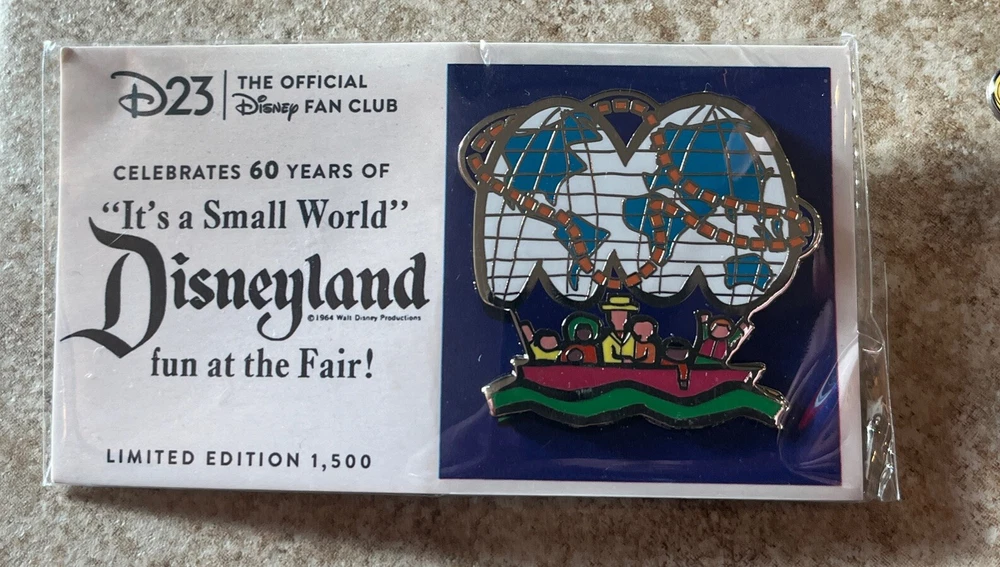 D23 | THE OFFICIAL
Disney FAN CLUB
CELEBRATES 60 YEARS OF
“It's a Small World”
Disneyland
©1964 Walt Disney Productions
fun at the Fair!
LIMITED EDITION 1,500